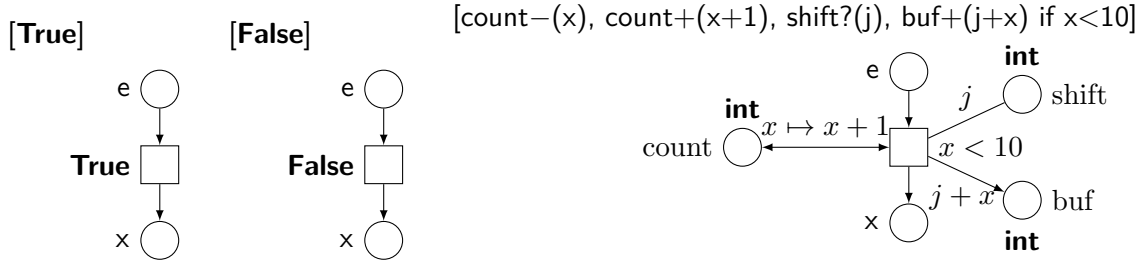 [True]
[False]
[count−(x), count+(x+1), shift?(j), buf+(j+x) if x<10]
e
True
x
e
False
x
e
int
count
x ↦ x + 1
j
int
shift
x < 10
j + x
buf
int
x